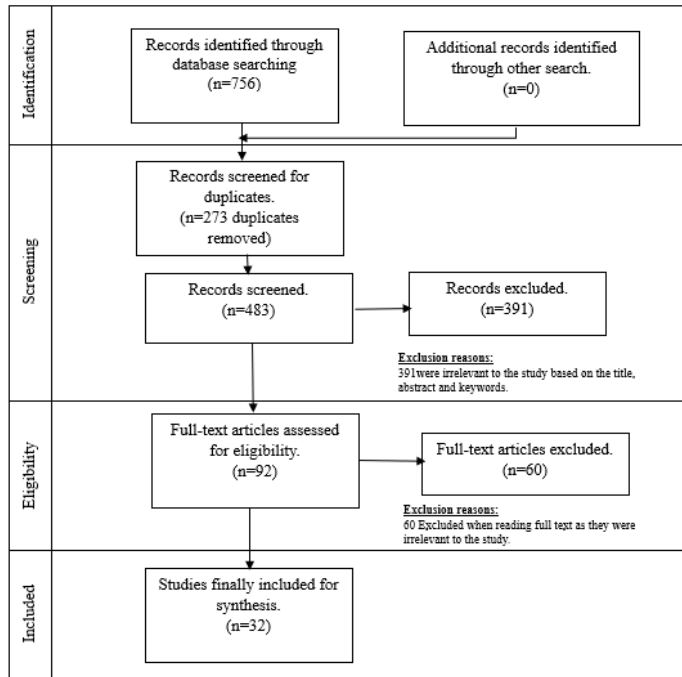 Identification
Records identified through
database searching
(n=756)
Additional records identified
through other search.
(n=0)
Screening
Records screened for
duplicates.
(n=273 duplicates
removed)
Records screened.
(n=483)
Records excluded.
(n=391)
Exclusion reasons:
391were irrelevant to the study based on the title,
abstract and keywords.
Eligibility
Full-text articles assessed
for eligibility.
(n=92)
Full-text articles excluded.
(n=60)
Exclusion reasons:
60 Excluded when reading full text as they were
irrelevant to the study.
Included
Studies finally included for
synthesis.
(n=32)